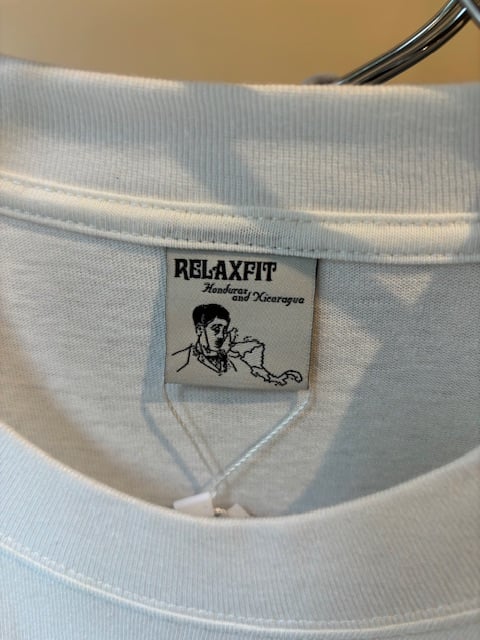 RELAXFIT
Honduras
and Nicaragua